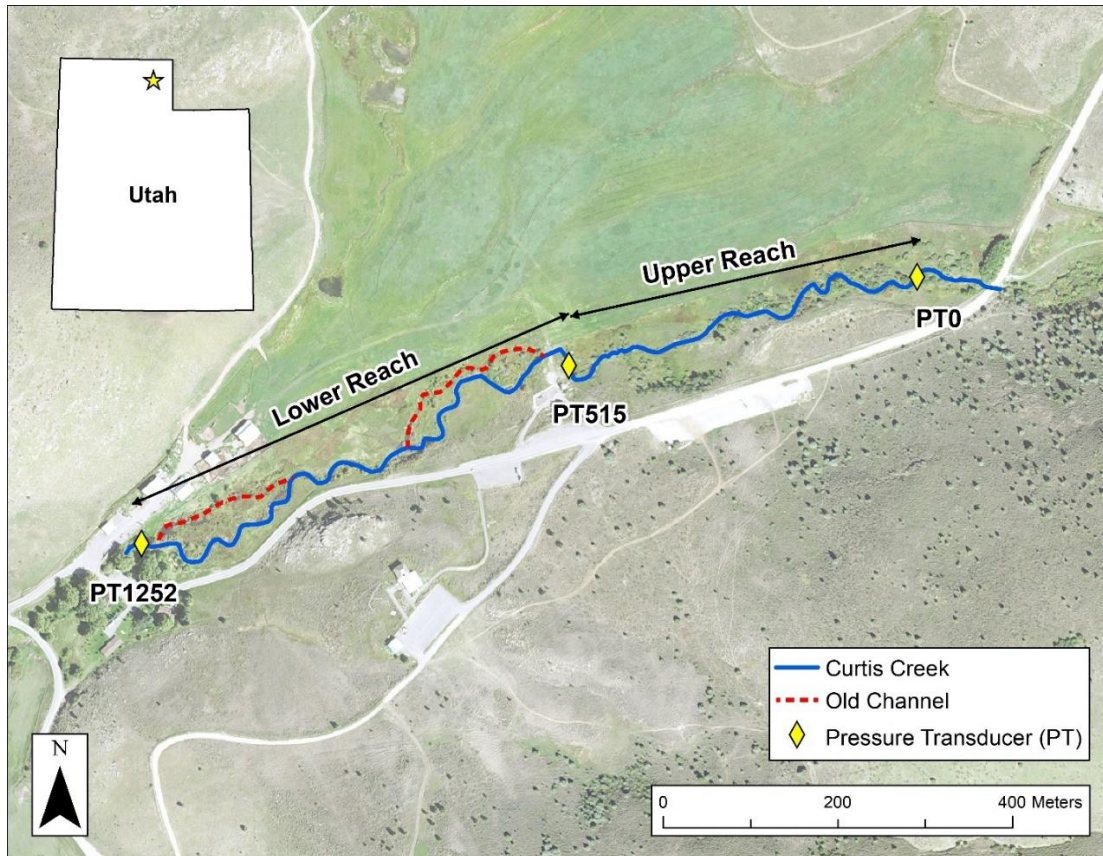 Utah
Upper Reach
PT0
Lower Reach
PT515
PT1252
Curtis Creek
Old Channel
Pressure Transducer (PT)
N
0 200 400 Meters